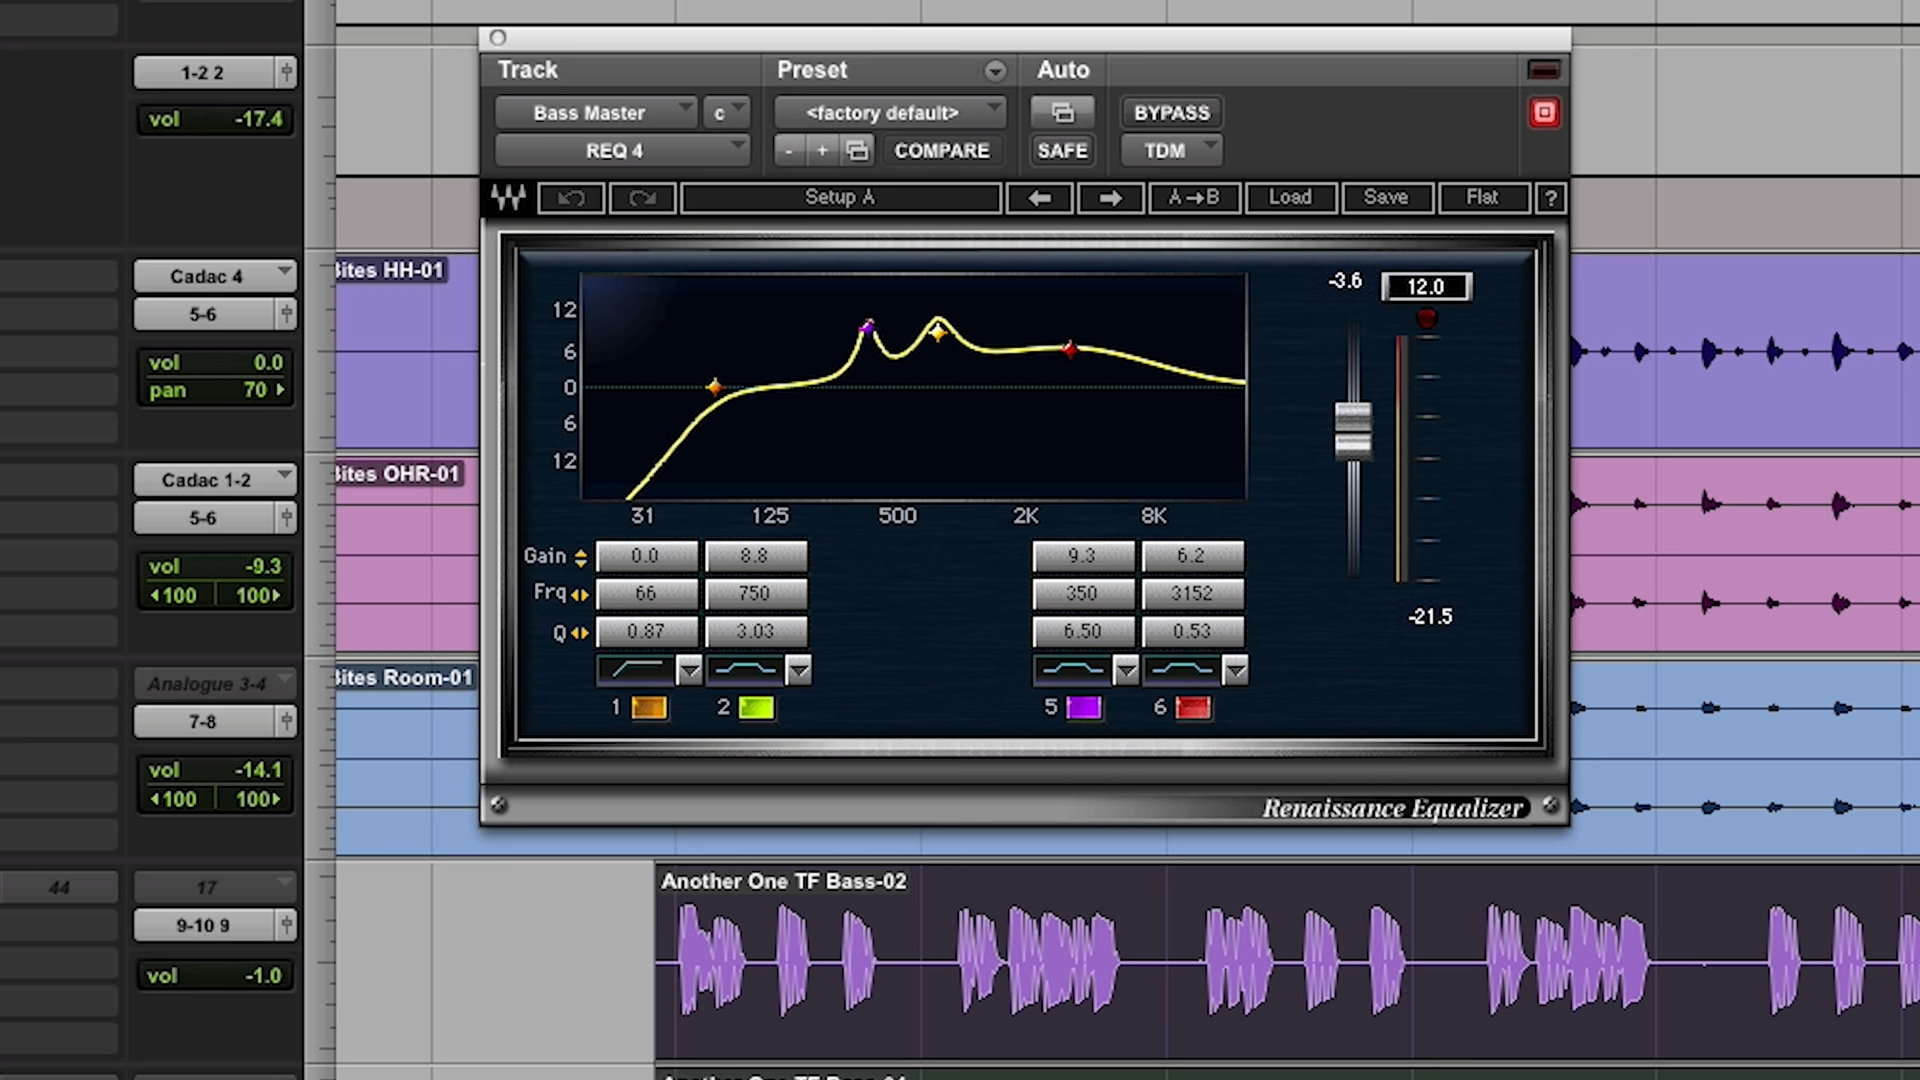 1-2 2
vol -17.4
Cadac 4
5-6
vol 0.0
pan 70
Cadac 1-2
5-6
vol -9.3
100 100
Analogue 3-4
7-8
vol -14.1
100 100
44 17
9-10 9
vol -1.0
Bites HH-01
Bites OHR-01
Bites Room-01
Track Preset Auto
Bass Master c <factory default> BYPASS
REQ 4 - + COMPARE SAFE TDM
Setup A A→B Load Save Flat ?
-3.6 12.0
12
6
0
6
12
31 125 500 2K 8K
-21.5
Gain 0.0 8.8 9.3 6.2
Frq 66 750 350 3152
Q 0.87 3.03 6.50 0.53
1 2 5 6
Renaissance Equalizer
Another One TF Bass-02